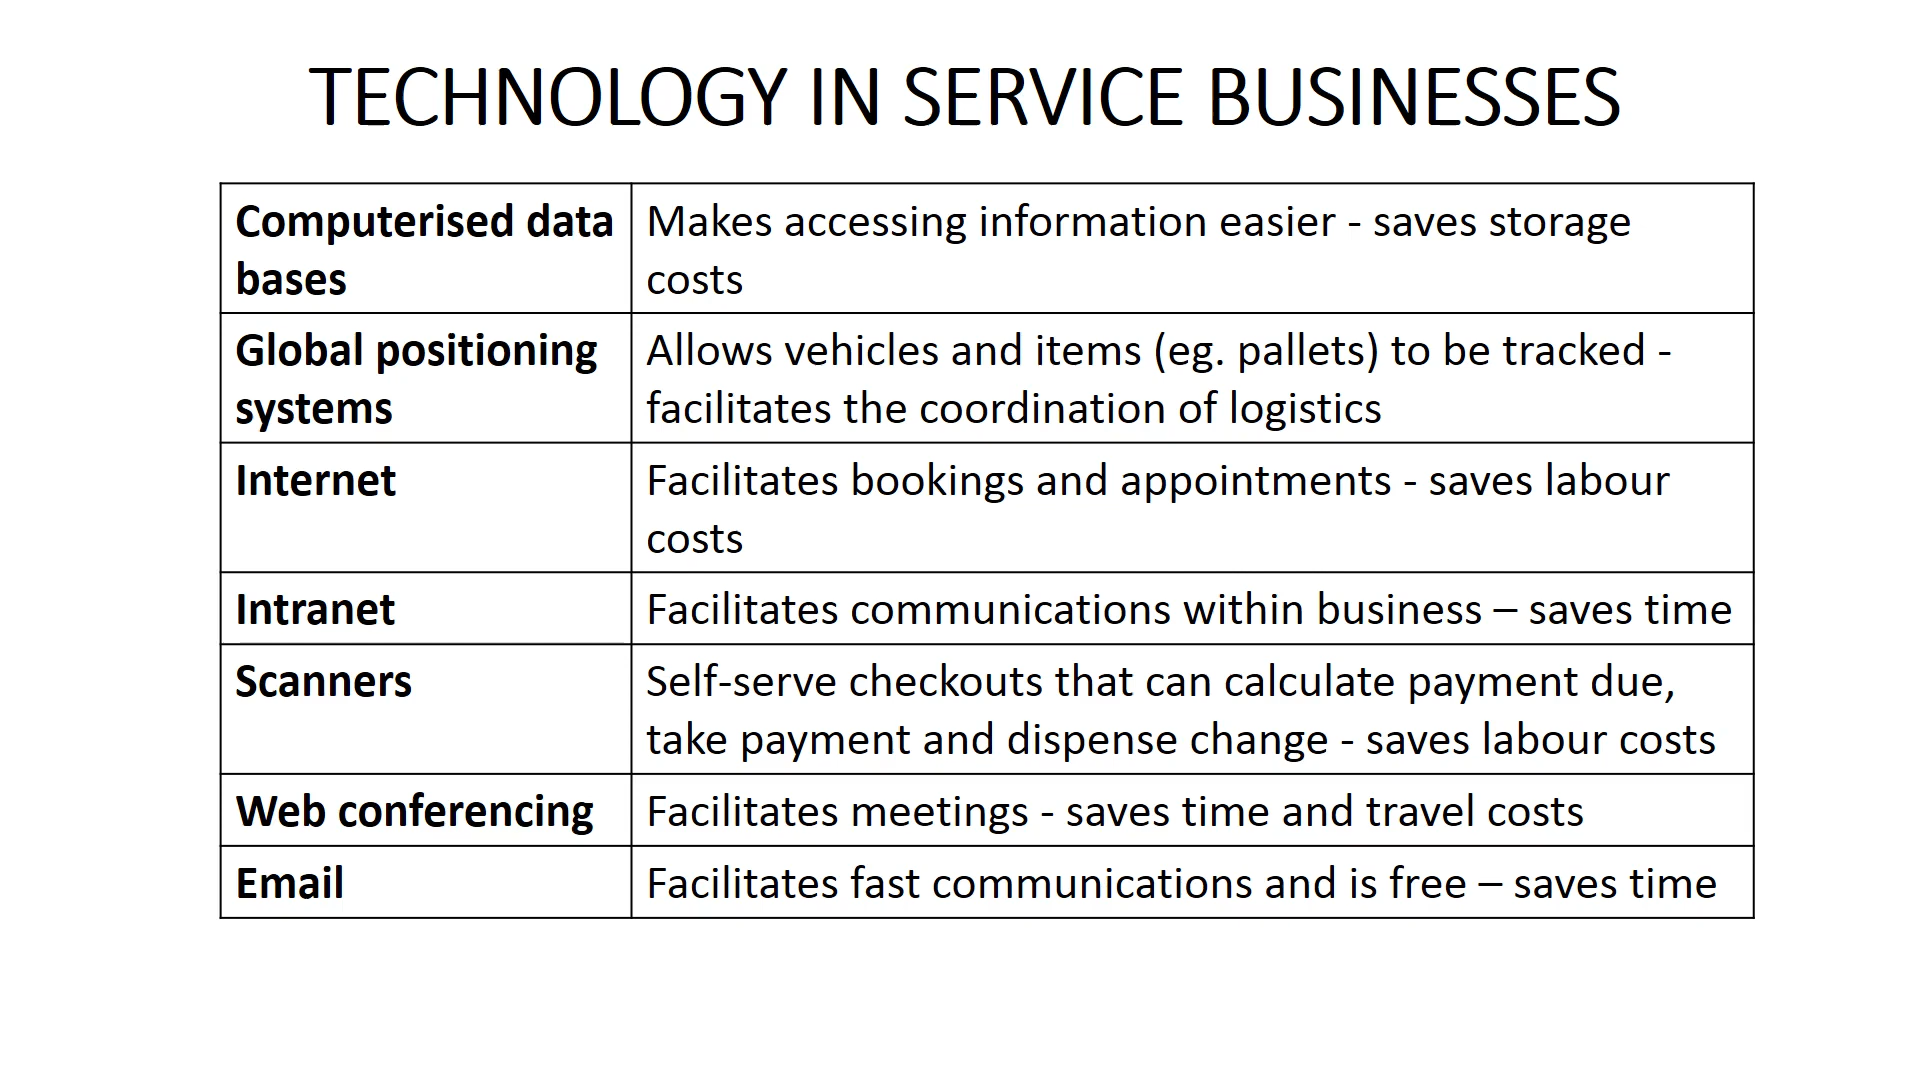 TECHNOLOGY IN SERVICE BUSINESSES
Computerised data
bases
Makes accessing information easier - saves storage
costs
Global positioning
systems
Allows vehicles and items (eg. pallets) to be tracked -
facilitates the coordination of logistics
Internet
Facilitates bookings and appointments - saves labour
costs
Intranet
Facilitates communications within business – saves time
Scanners
Self-serve checkouts that can calculate payment due,
take payment and dispense change - saves labour costs
Web conferencing
Facilitates meetings - saves time and travel costs
Email
Facilitates fast communications and is free – saves time